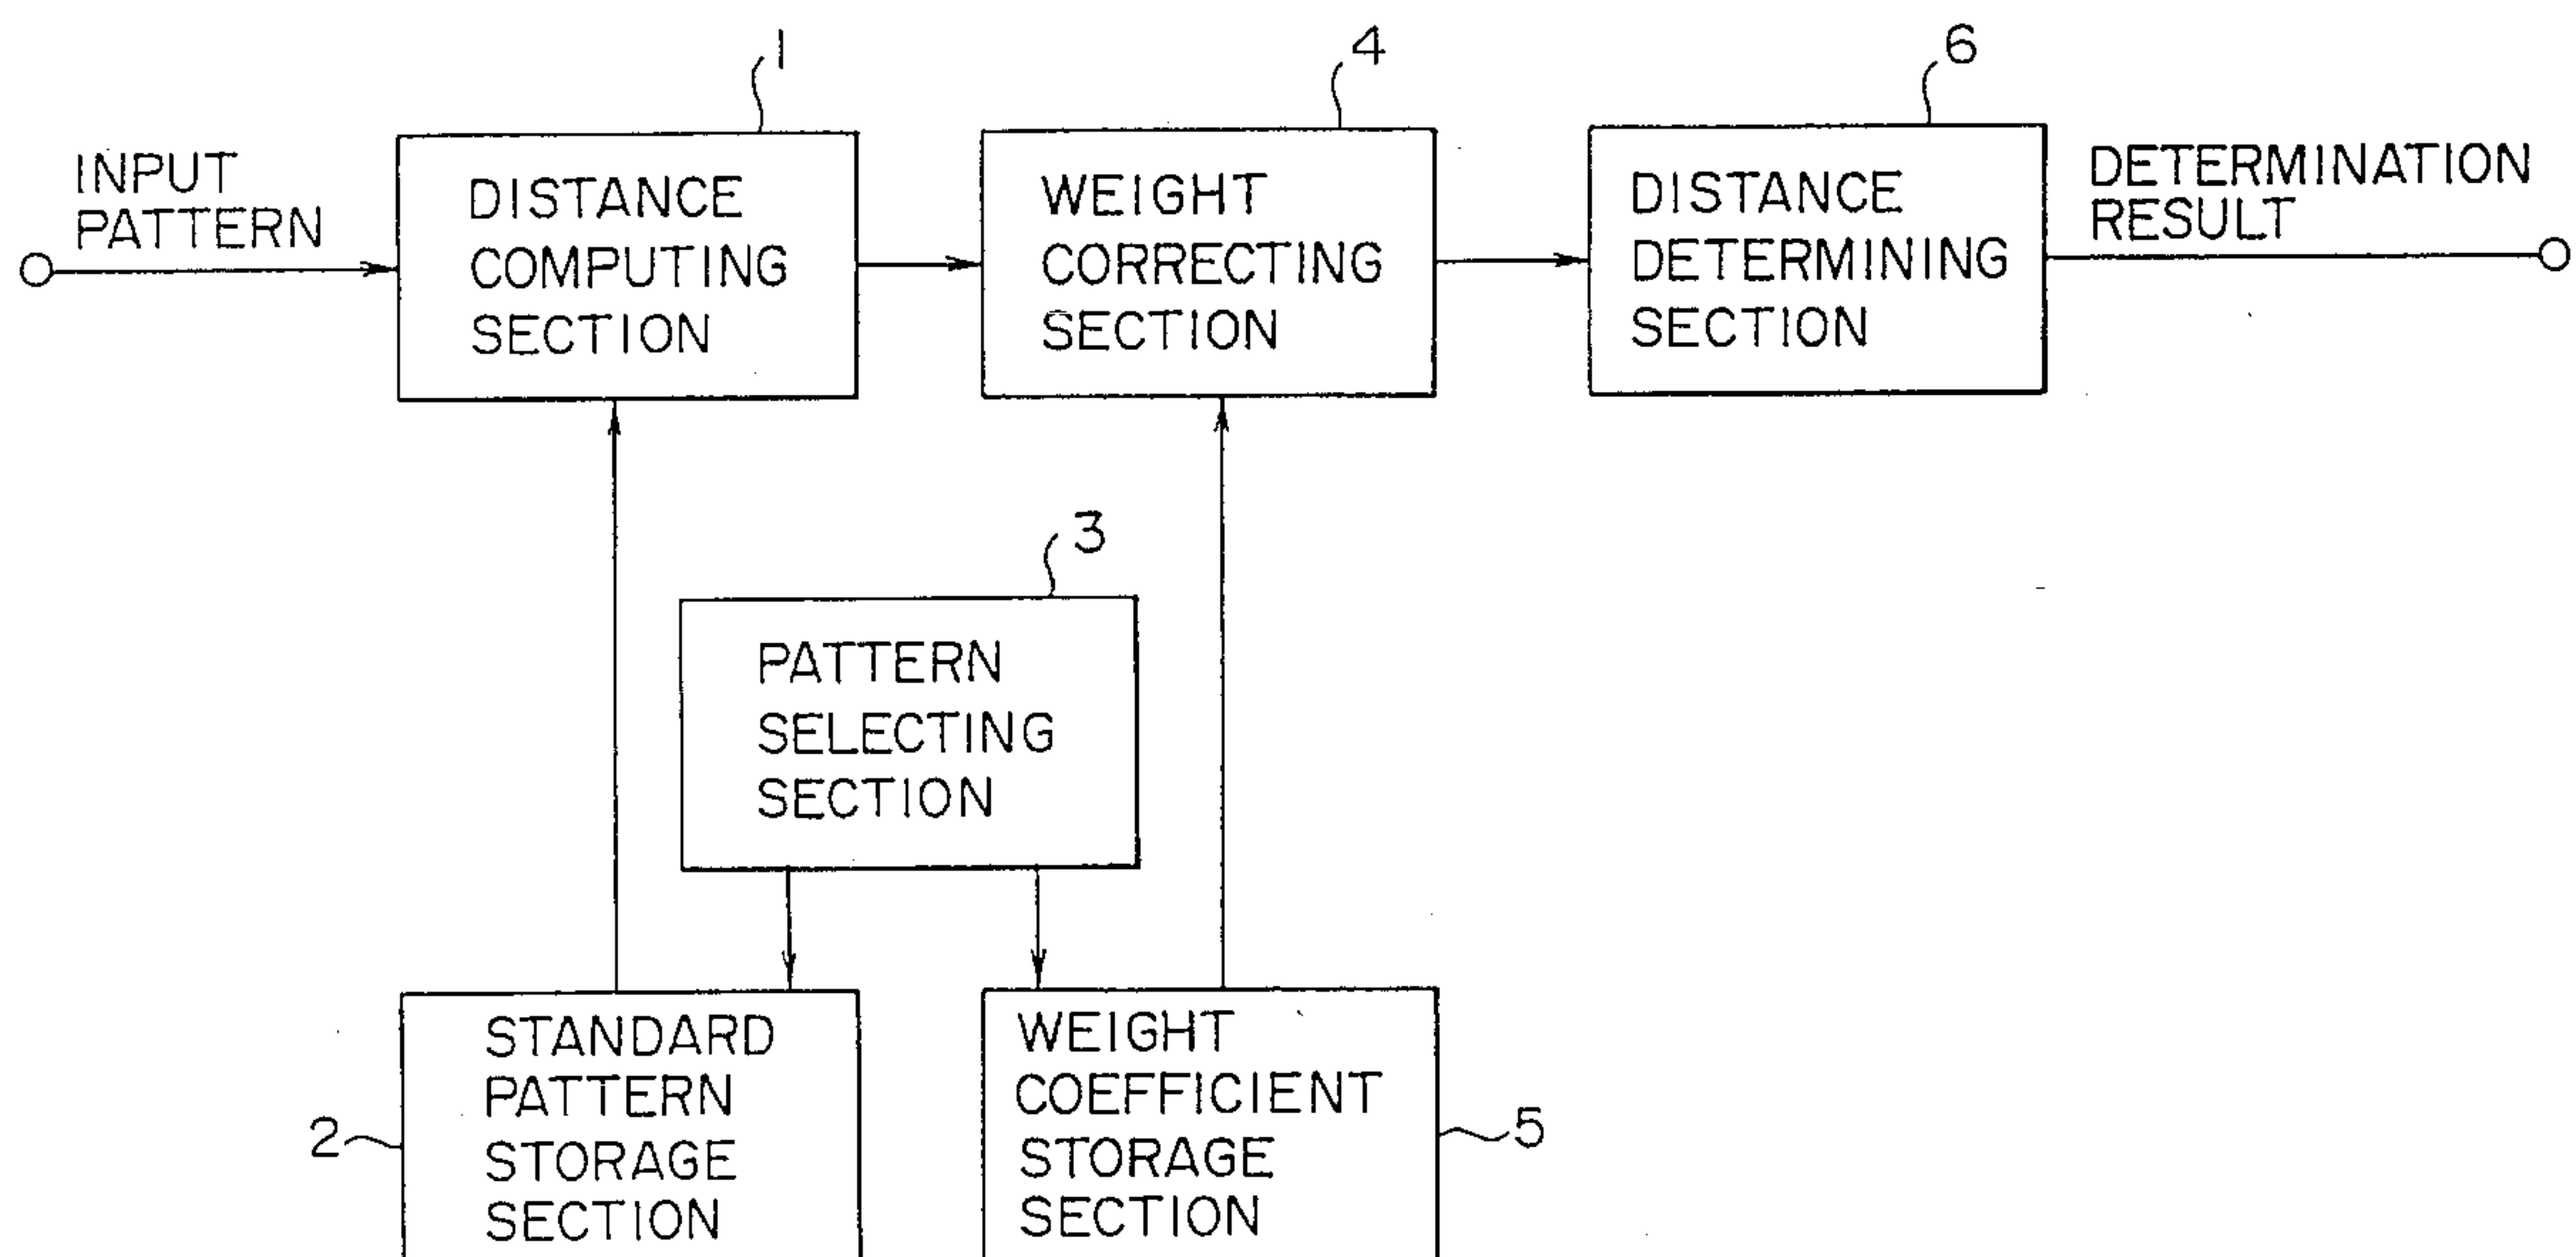 1
4
6
INPUT
PATTERN
DISTANCE
COMPUTING
SECTION
WEIGHT
CORRECTING
SECTION
DISTANCE
DETERMINING
SECTION
DETERMINATION
RESULT
3
PATTERN
SELECTING
SECTION
2
STANDARD
PATTERN
STORAGE
SECTION
WEIGHT
COEFFICIENT
STORAGE
SECTION
5